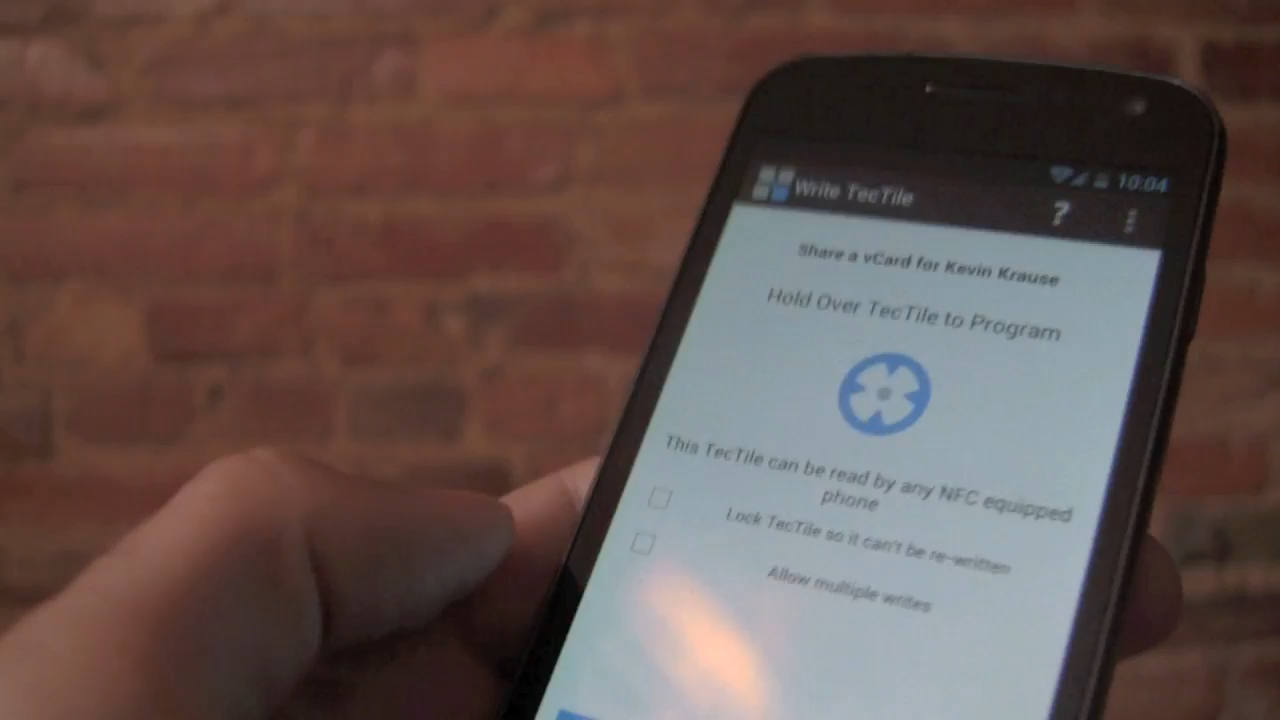 10:04
Write TecTile
?
Share a vCard for Kevin Krause
Hold Over TecTile to Program
This TecTile can be read by any NFC equipped
phone
Lock TecTile so it can't be re-written
Allow multiple writes